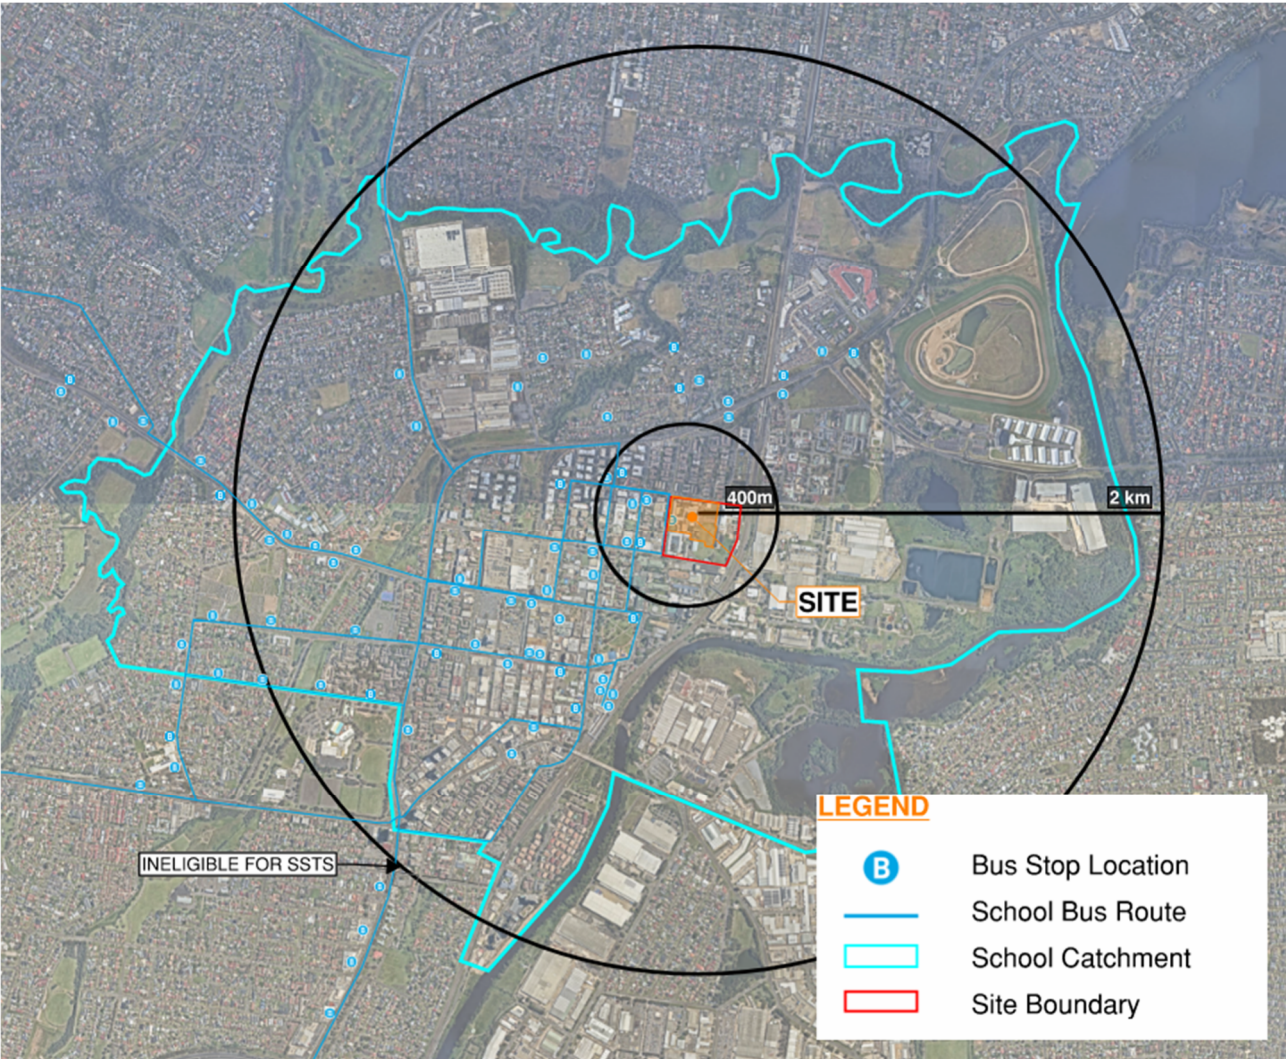 400m
2 km
SITE
INELIGIBLE FOR SSTS
LEGEND
B Bus Stop Location
School Bus Route
School Catchment
Site Boundary